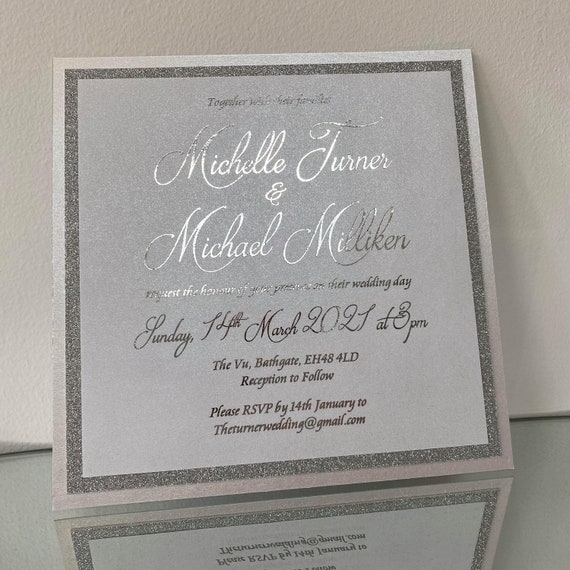 Together with their families
Michelle Turner
&
Michael Milliken
request the honour of your presence on their wedding day
Sunday, 14th March 2021 at 3pm
The Vu, Bathgate, EH48 4LD
Reception to Follow
Please RSVP by 14th January to
Theturnerwedding@gmail.com